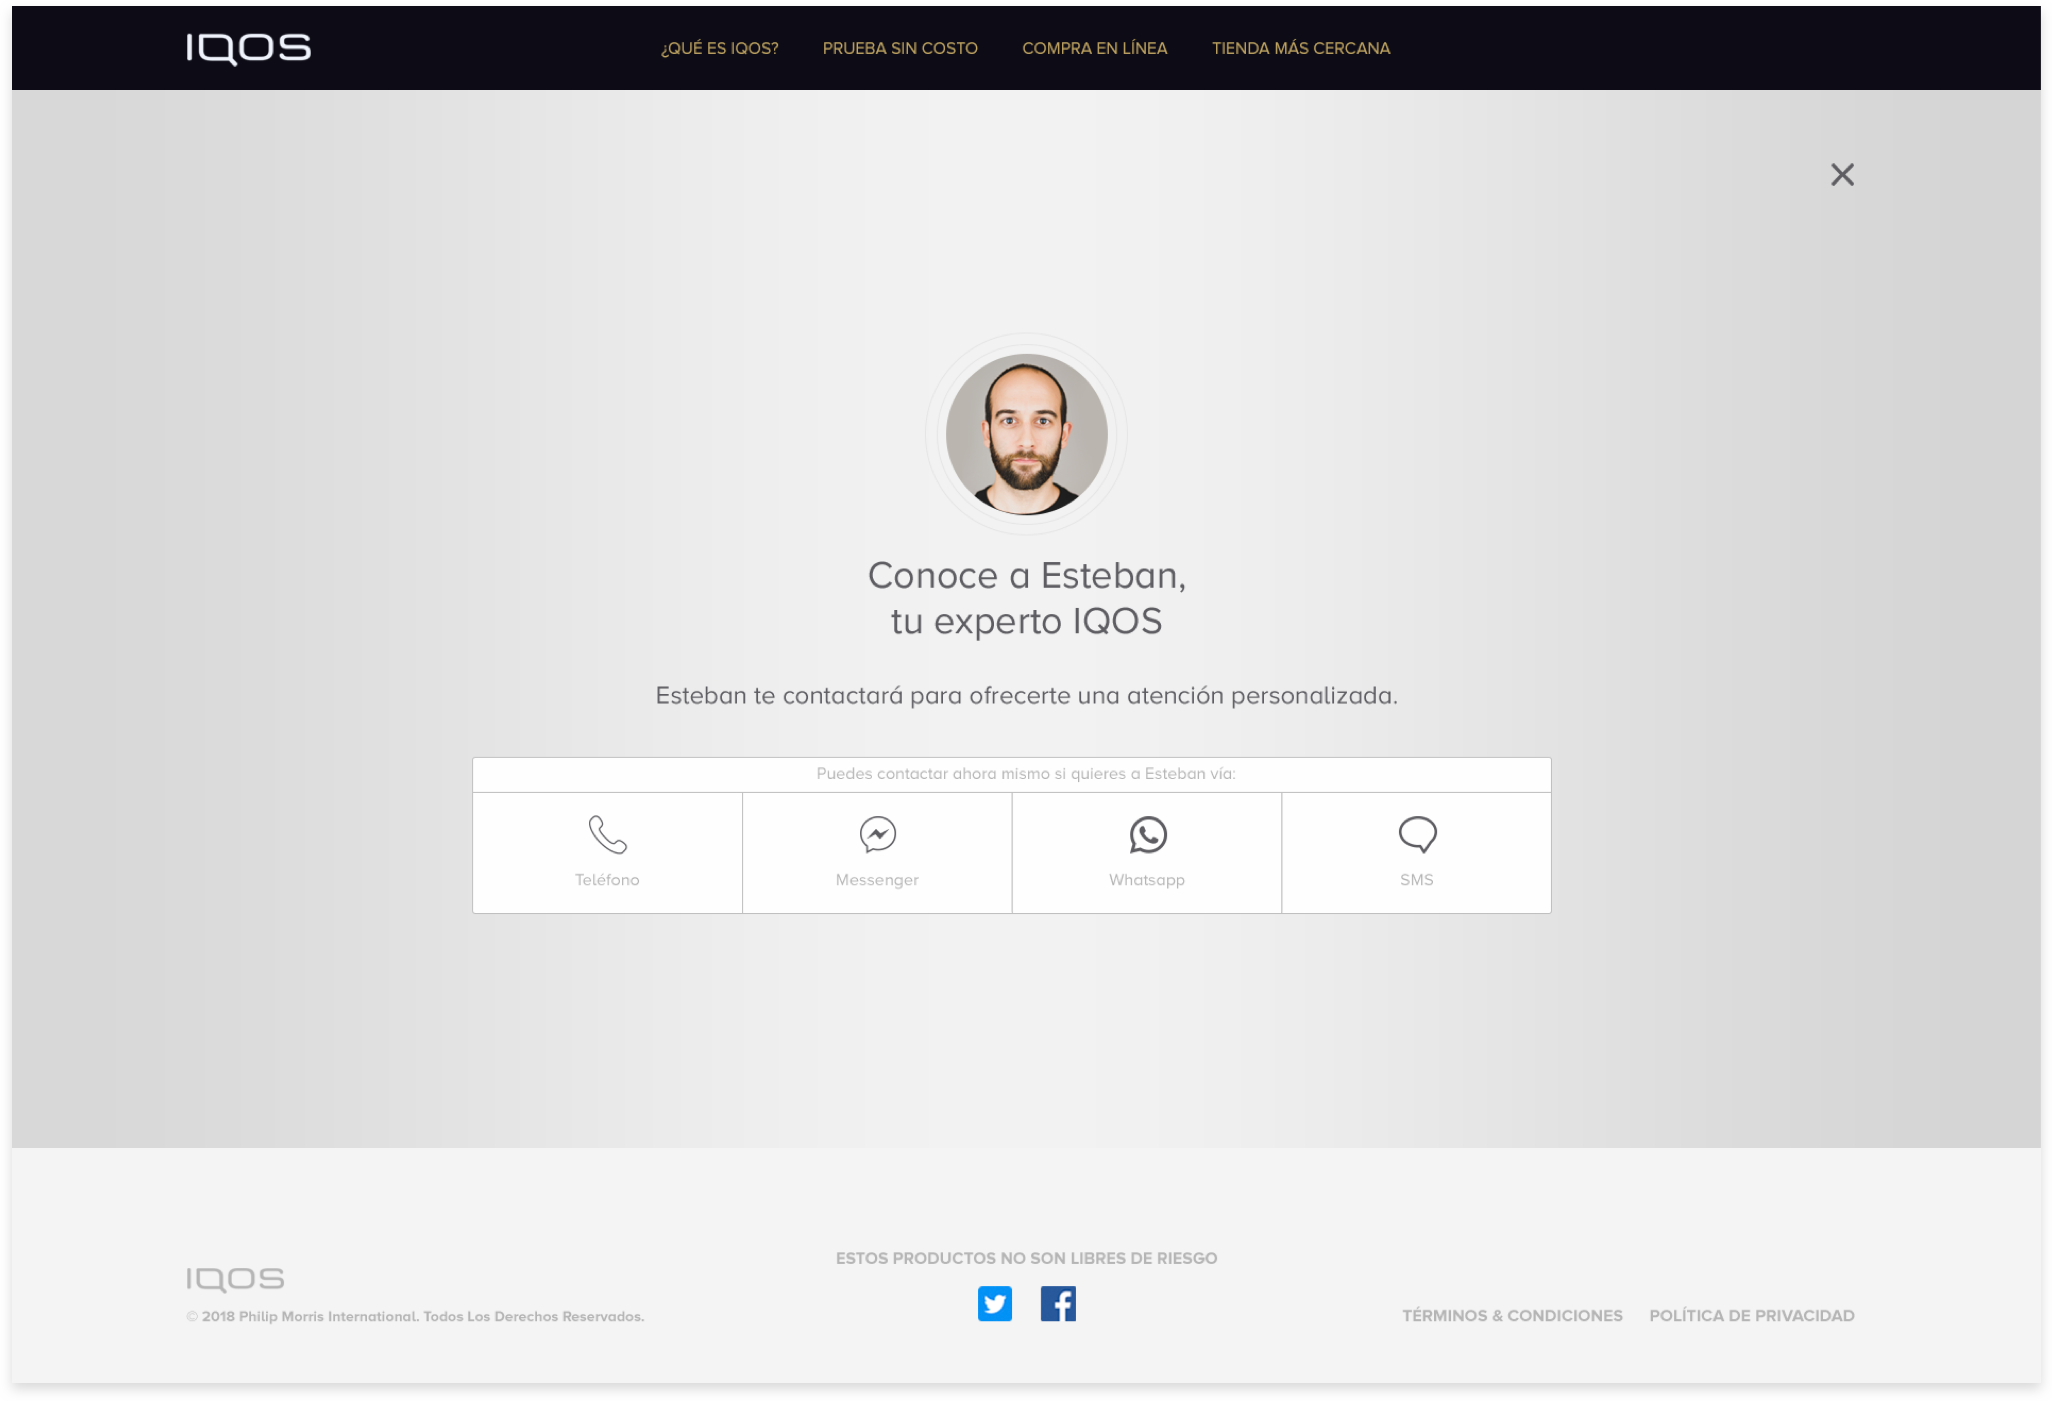 IQOS
¿QUÉ ES IQOS?
PRUEBA SIN COSTO
COMPRA EN LÍNEA
TIENDA MÁS CERCANA
Conoce a Esteban,
tu experto IQOS
Esteban te contactará para ofrecerte una atención personalizada.
Puedes contactar ahora mismo si quieres a Esteban vía:
Teléfono
Messenger
Whatsapp
SMS
ESTOS PRODUCTOS NO SON LIBRES DE RIESGO
IQOS
© 2018 Philip Morris International. Todos Los Derechos Reservados.
TÉRMINOS & CONDICIONES
POLÍTICA DE PRIVACIDAD